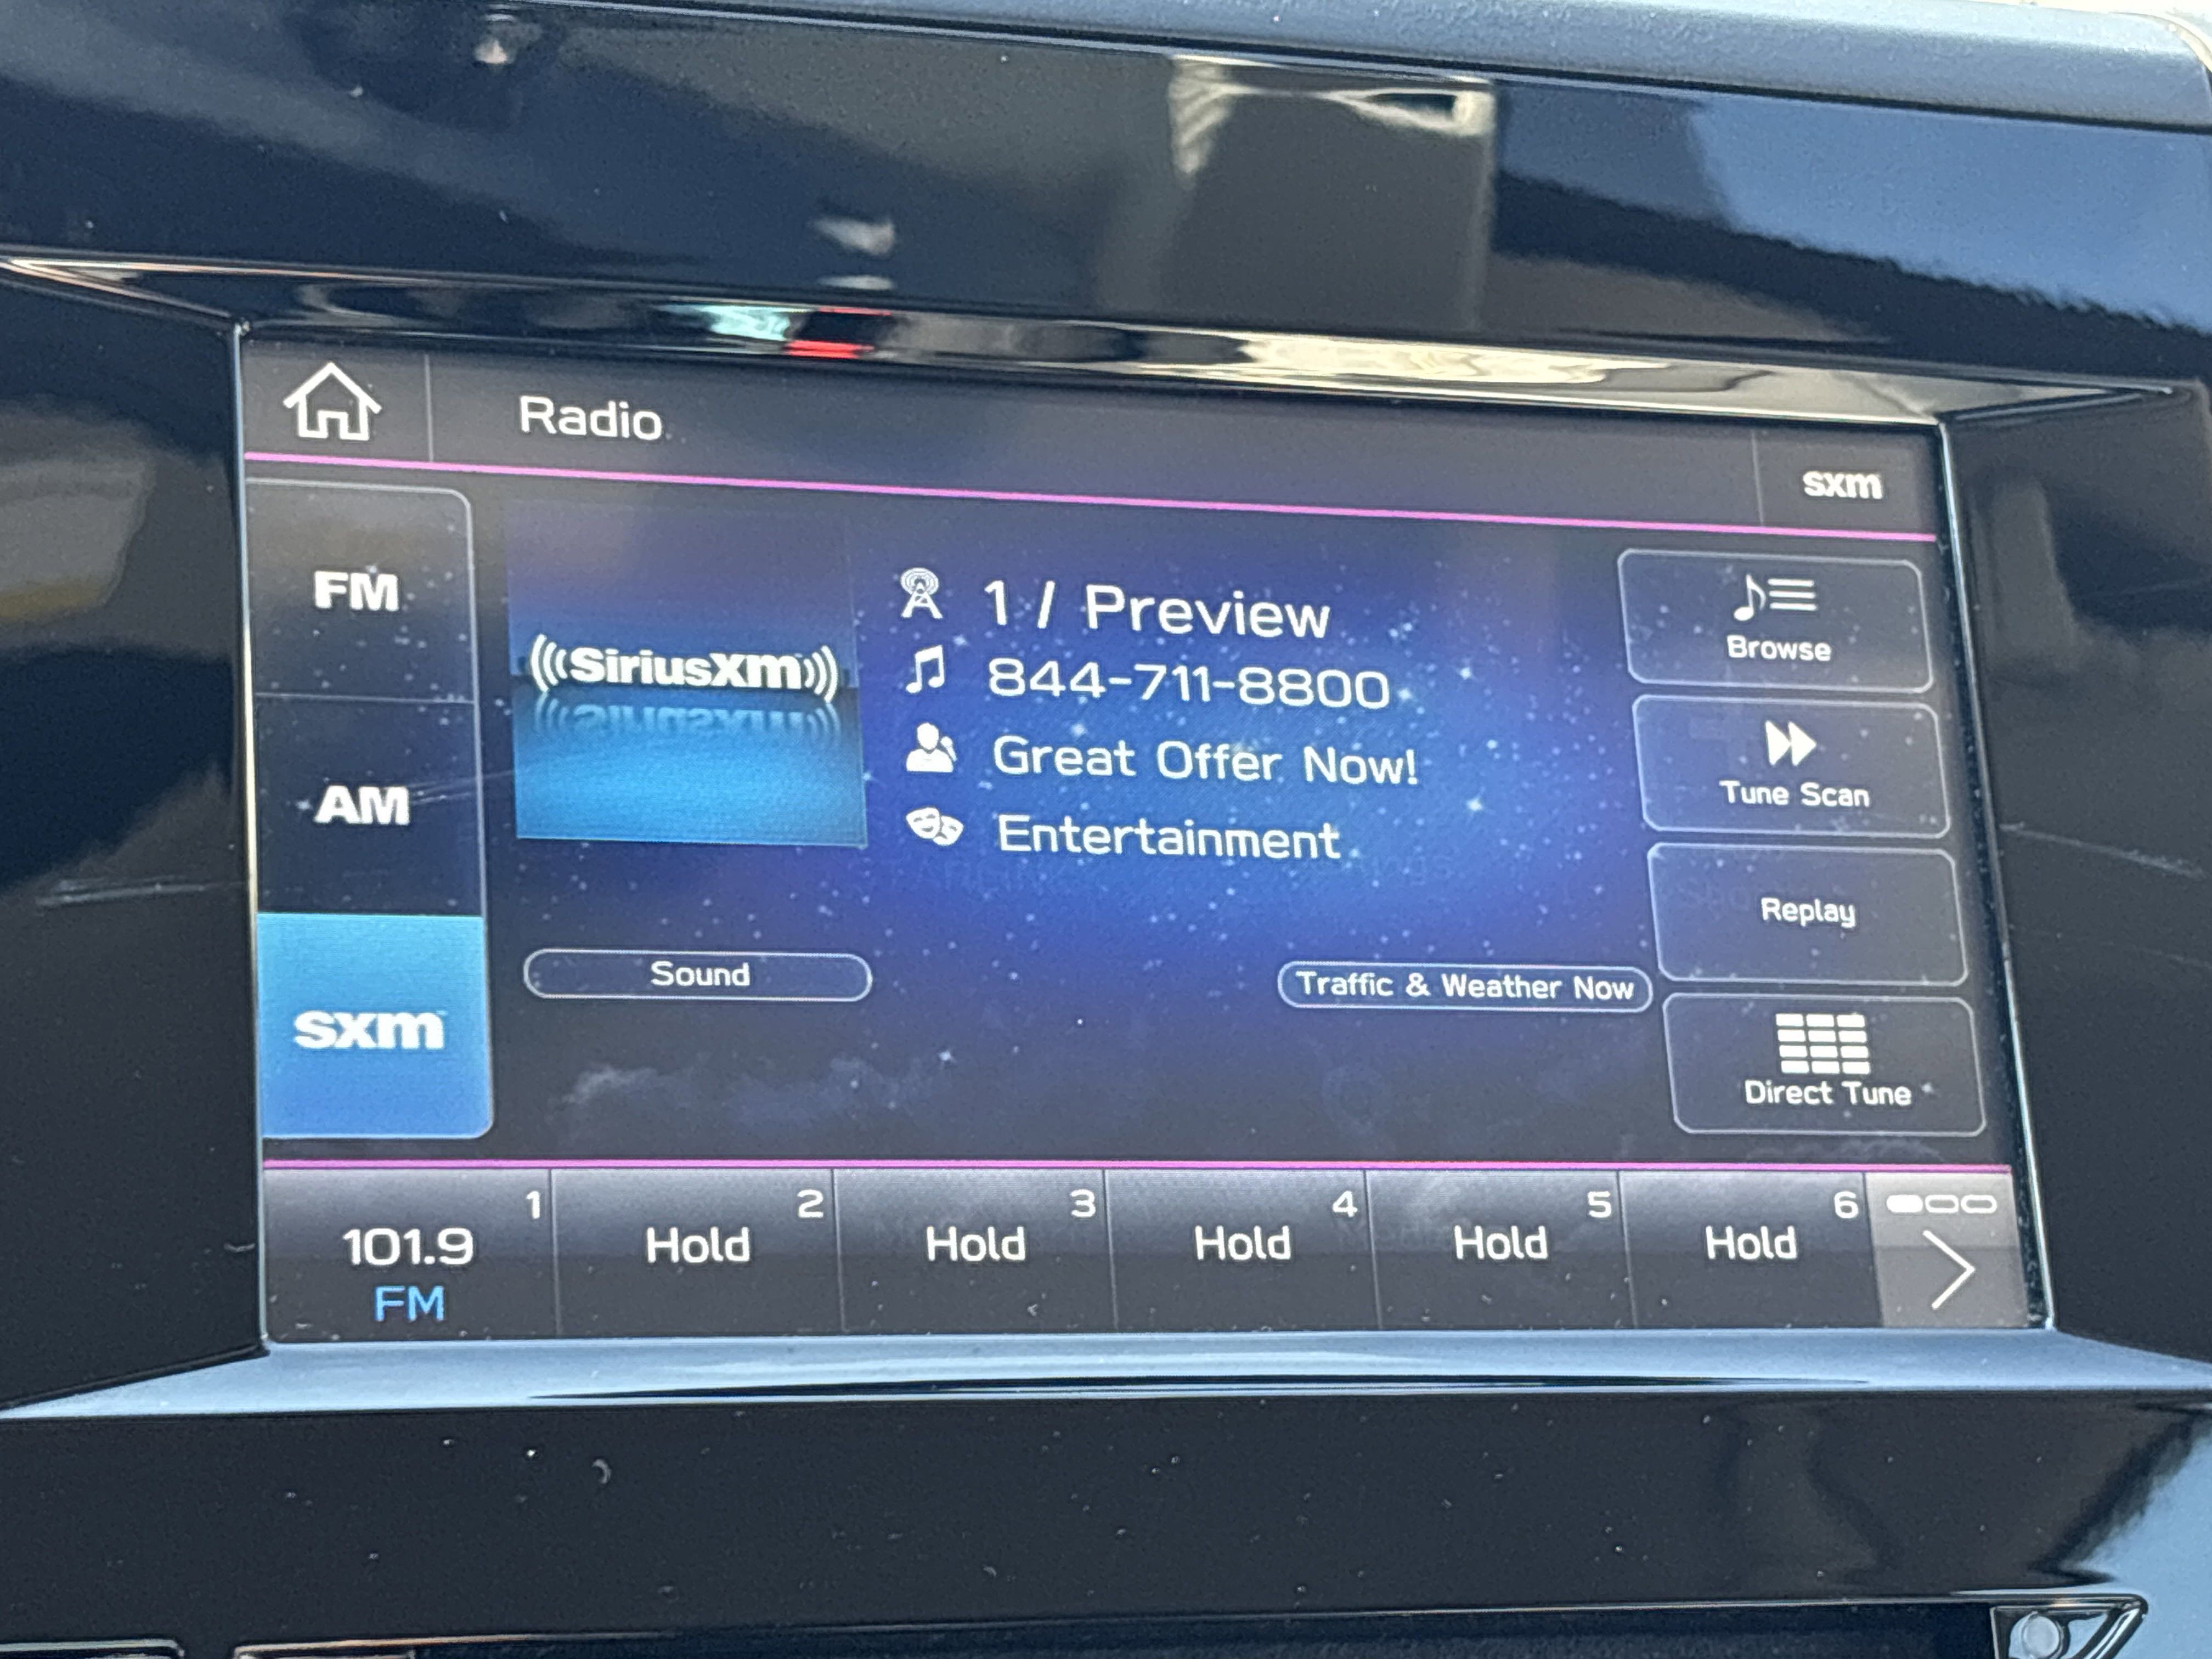 Radio
sxm
FM
AM
sxm
SiriusXM
1 / Preview
844-711-8800
Great Offer Now!
Entertainment
Sound
Traffic & Weather Now
Browse
Tune Scan
Replay
Direct Tune
1
101.9
FM
2
Hold
3
Hold
4
Hold
5
Hold
6
Hold